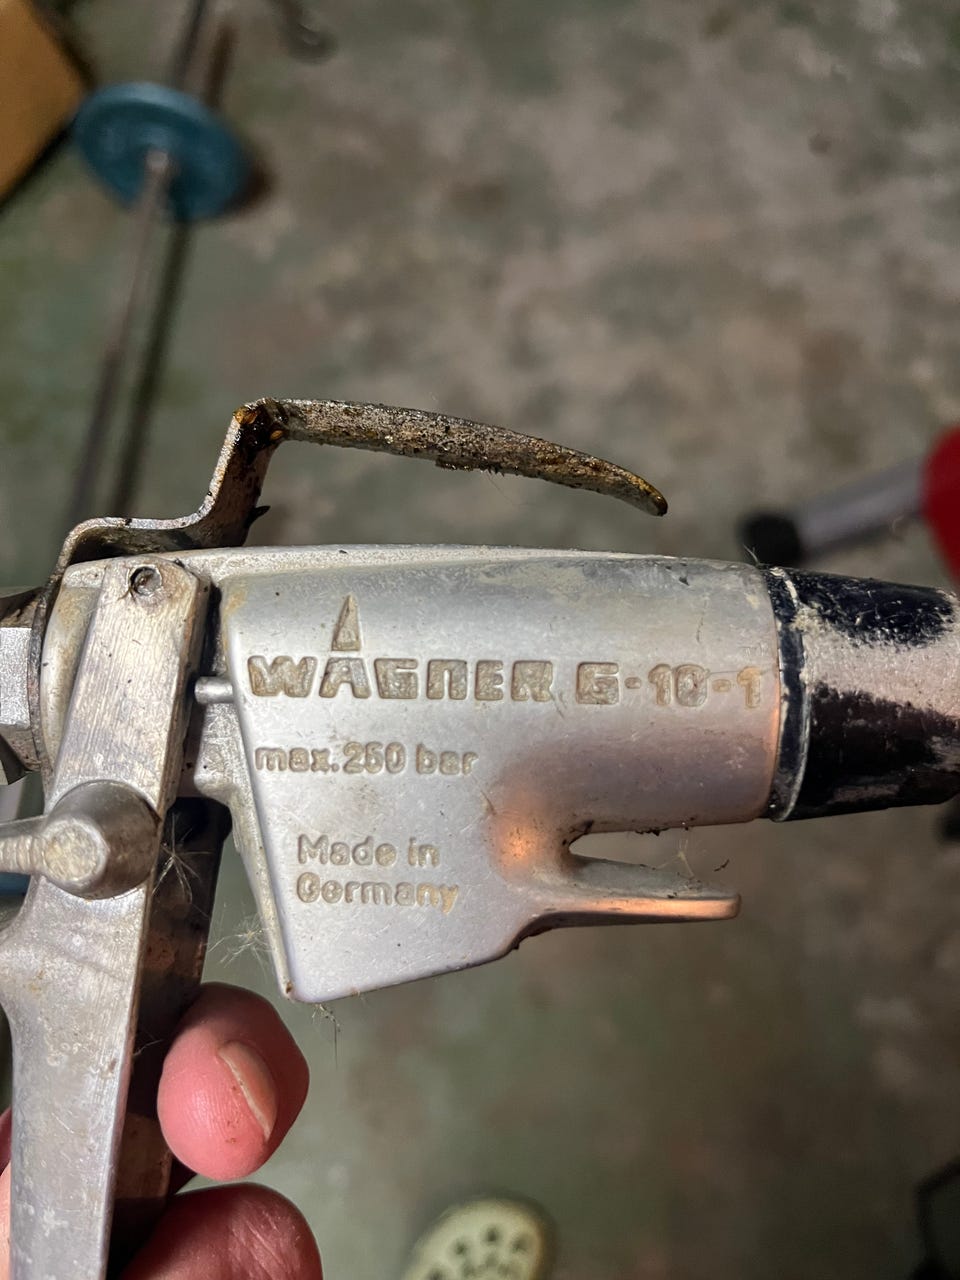 WAGNER G-10-1
max. 250 bar
Made in
Germany